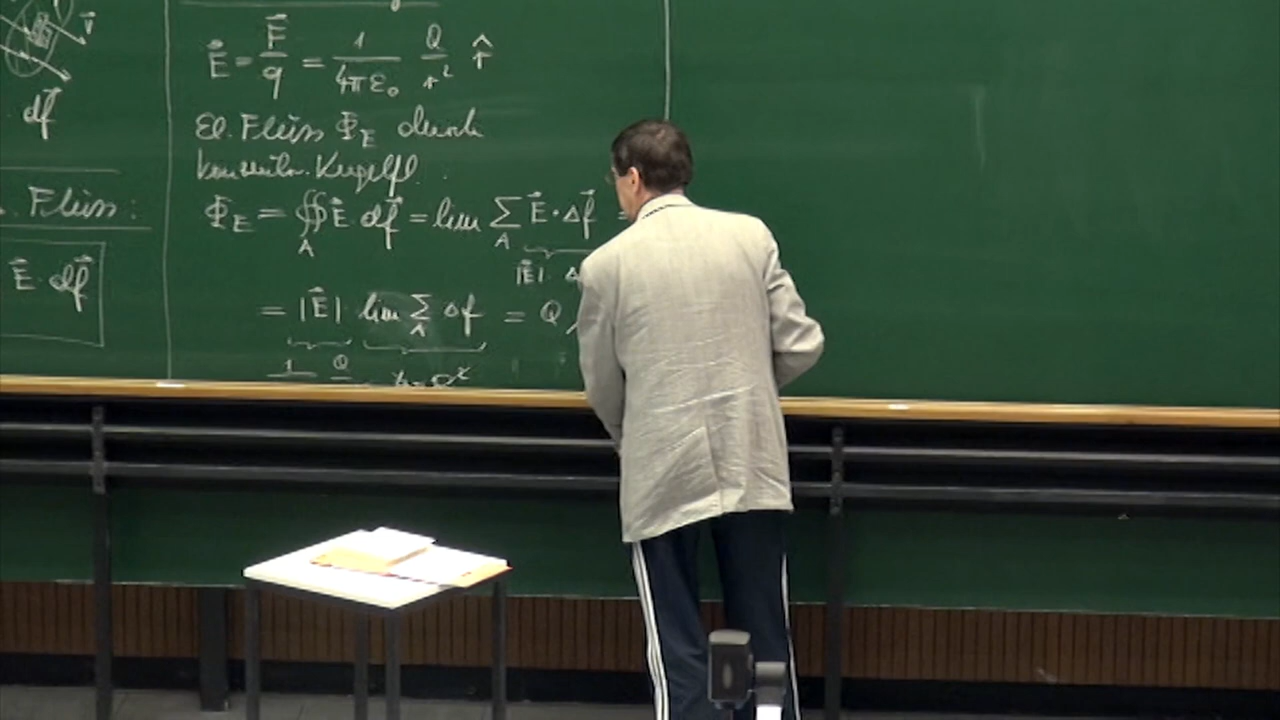 v⃗
df⃗
Fluss:
E⃗ · df⃗
E⃗ = F⃗/q = 1/4πε₀ Q/r² r̂
El. Fluss Φ_E durch
konzentr. Kugelfl.
Φ_E = ∯_A E⃗ df⃗ = lim Σ_A E⃗·Δf⃗ =
|E⃗| · Δ
= |E⃗| lim Σ_A Δf = Q
1 Q